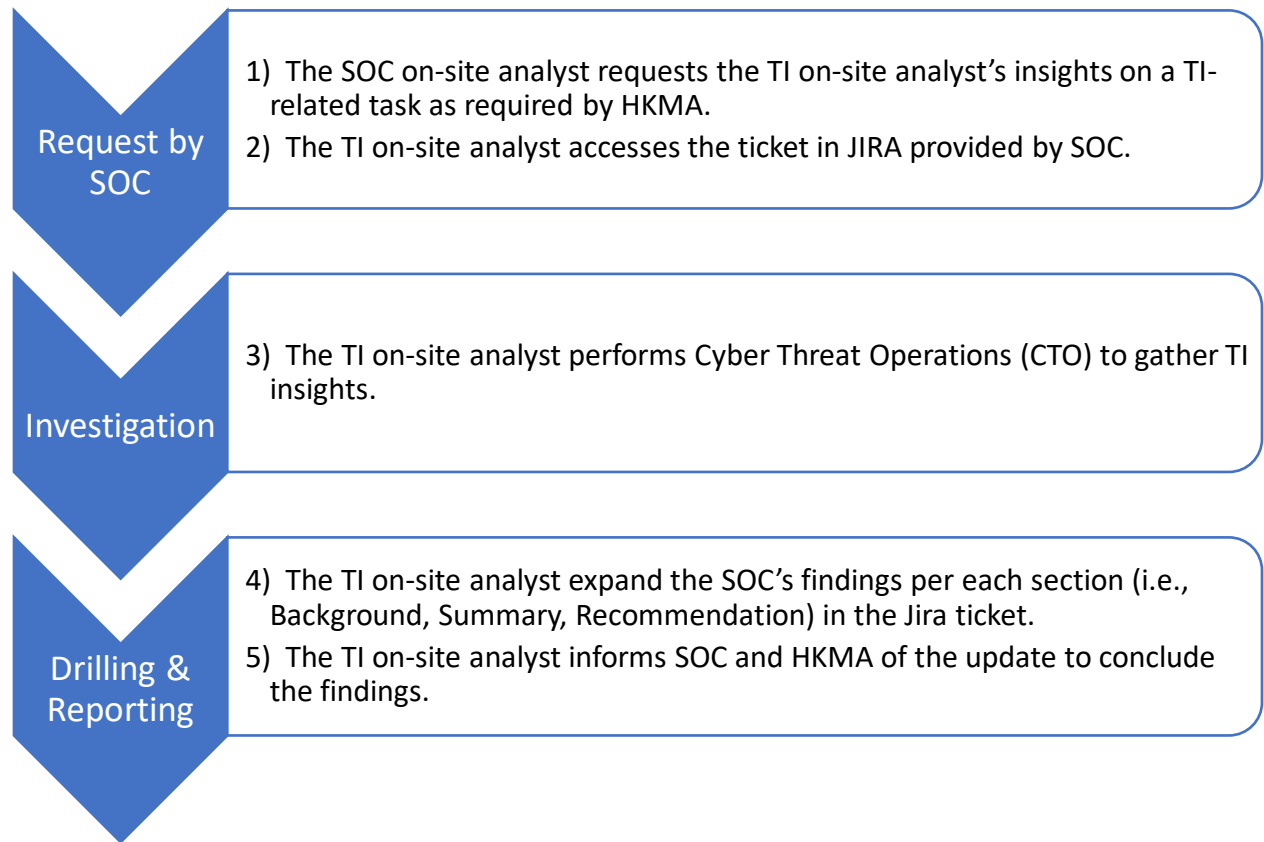 Request by
SOC
1) The SOC on-site analyst requests the TI on-site analyst’s insights on a TI-
related task as required by HKMA.
2) The TI on-site analyst accesses the ticket in JIRA provided by SOC.
Investigation
3) The TI on-site analyst performs Cyber Threat Operations (CTO) to gather TI
insights.
Drilling &
Reporting
4) The TI on-site analyst expand the SOC’s findings per each section (i.e.,
Background, Summary, Recommendation) in the Jira ticket.
5) The TI on-site analyst informs SOC and HKMA of the update to conclude
the findings.